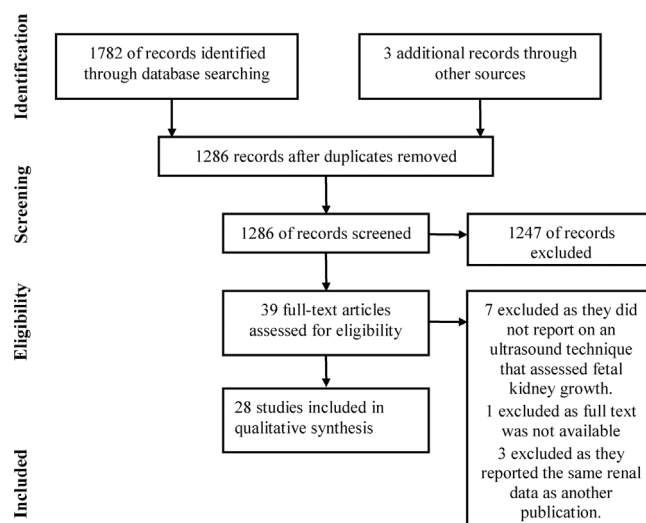 Identification
1782 of records identified
through database searching
3 additional records through
other sources
1286 records after duplicates removed
Screening
1286 of records screened
1247 of records
excluded
Eligibility
39 full-text articles
assessed for eligibility
7 excluded as they did
not report on an
ultrasound technique
that assessed fetal
kidney growth.
1 excluded as full text
was not available
3 excluded as they
reported the same renal
data as another
publication.
Included
28 studies included in
qualitative synthesis